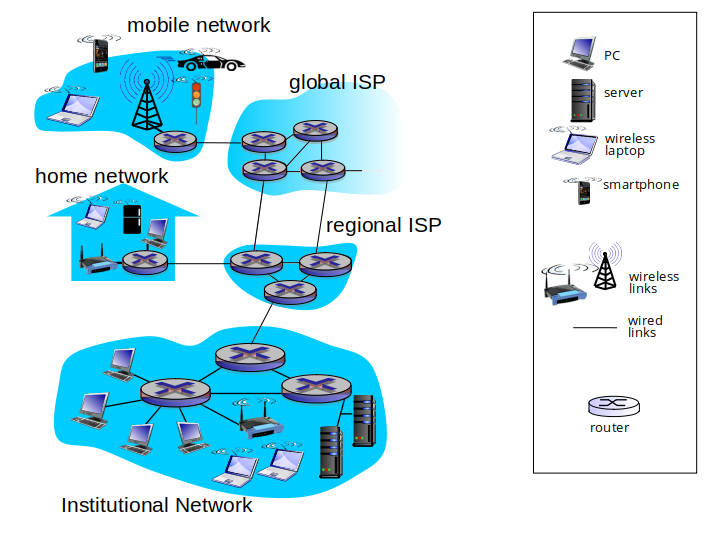 mobile network
global ISP
home network
regional ISP
Institutional Network
PC
server
wireless
laptop
smartphone
wireless
links
wired
links
router